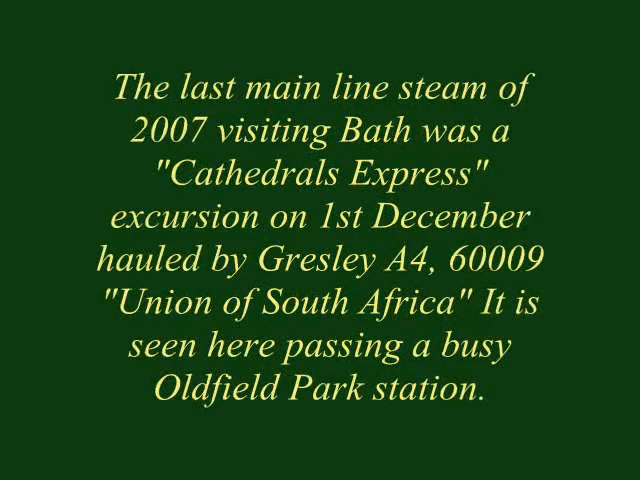 The last main line steam of
2007 visiting Bath was a
"Cathedrals Express"
excursion on 1st December
hauled by Gresley A4, 60009
"Union of South Africa" It is
seen here passing a busy
Oldfield Park station.